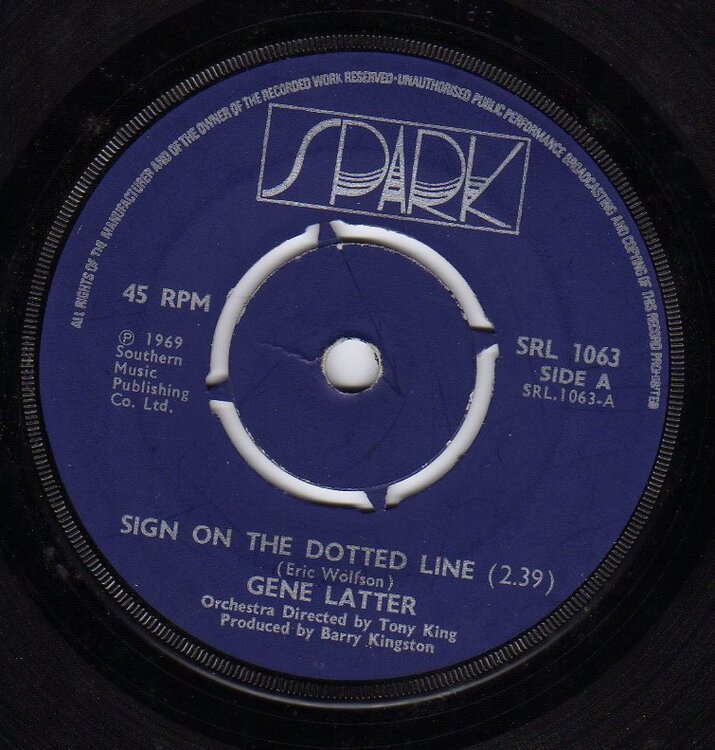 ALL RIGHTS OF THE MANUFACTURER AND OF THE OWNER OF THE RECORDED WORK RESERVED·UNAUTHORISED PUBLIC PERFORMANCE BROADCASTING AND COPYING OF THIS RECORD PROHIBITED
SPARK
45 RPM
Ⓟ 1969
Southern
Music
Publishing
Co. Ltd.
SRL 1063
SIDE A
SRL.1063-A
SIGN ON THE DOTTED LINE (2.39)
(Eric Wolfson)
GENE LATTER
Orchestra Directed by Tony King
Produced by Barry Kingston